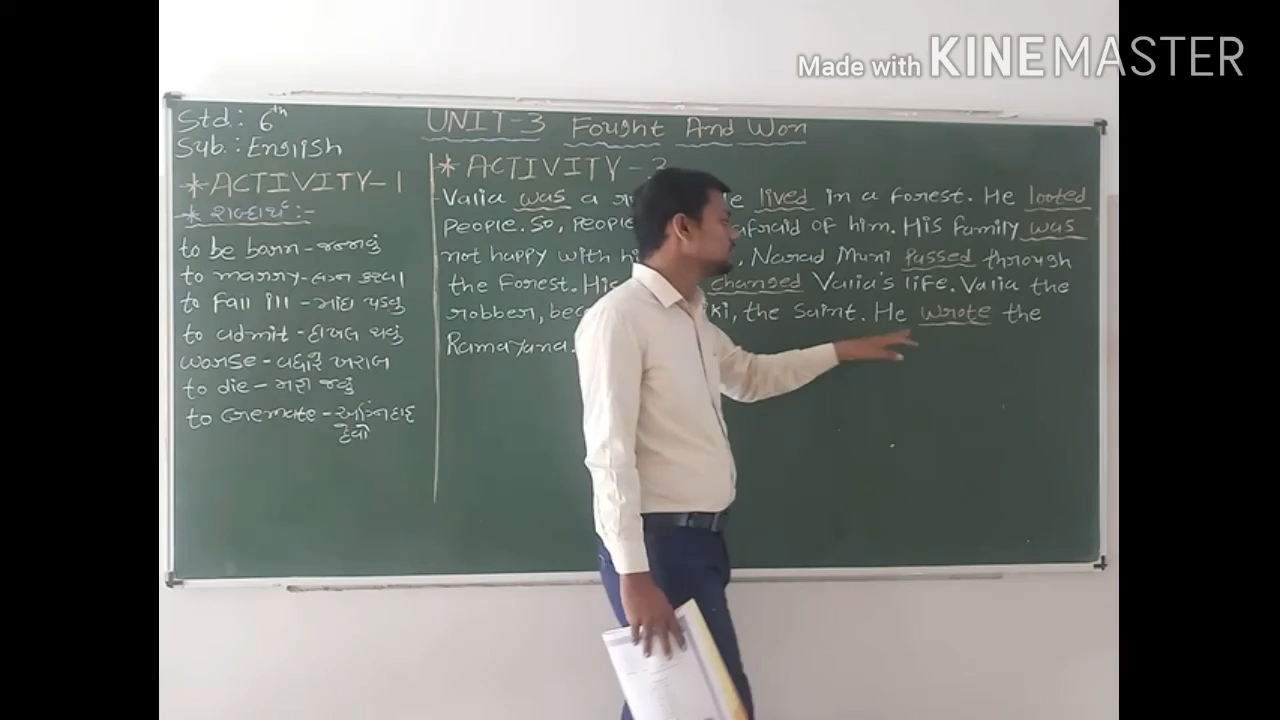 Made with KINEMASTER
Std.: 6th
Sub.: English
UNIT-3 Fought And Won
* ACTIVITY-1
* શબ્દાર્થ:-
to be born - જન્મવું
to marry - લગ્ન કરવા
to fall ill - માંદા પડવું
to admit - દાખલ થવું
worse - વધારે ખરાબ
to die - મરી જવું
to cremate - અગ્નિદાહ
દેવો
* ACTIVITY -
Valia was a lived in a forest. He looted
people. So, people afraid of him. His family was
not happy with Narad Muni passed through
the forest. His changed Valia's life. Valia the
robber, the Saint. He wrote the
Ramayana.